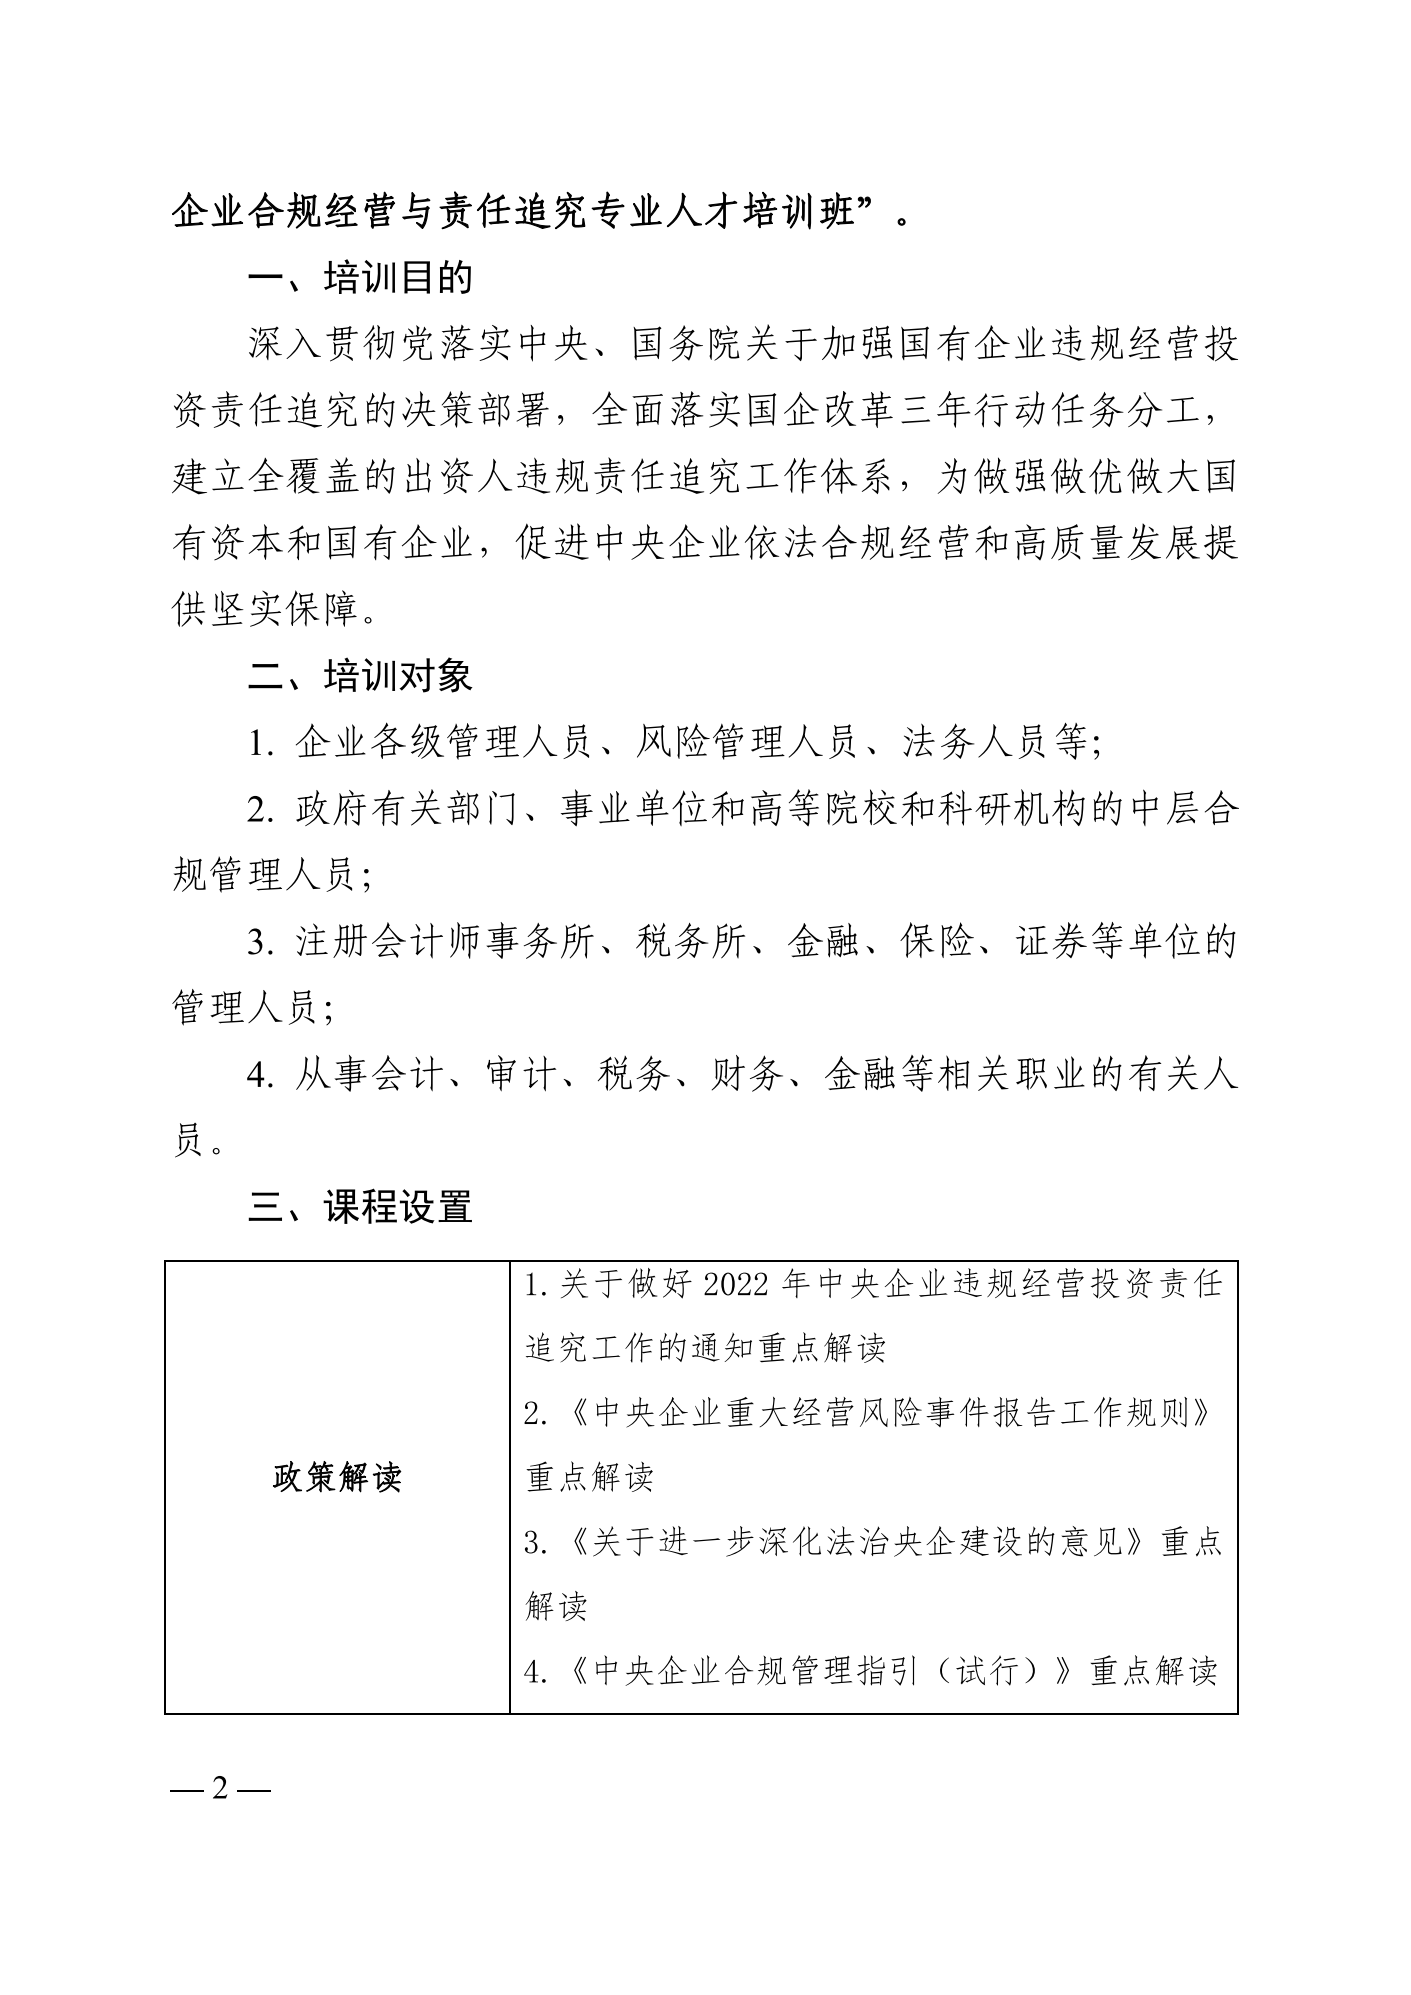 企业合规经营与责任追究专业人才培训班”。
一、培训目的
深入贯彻党落实中央、国务院关于加强国有企业违规经营投
资责任追究的决策部署，全面落实国企改革三年行动任务分工，
建立全覆盖的出资人违规责任追究工作体系，为做强做优做大国
有资本和国有企业，促进中央企业依法合规经营和高质量发展提
供坚实保障。
二、培训对象
1. 企业各级管理人员、风险管理人员、法务人员等；
2. 政府有关部门、事业单位和高等院校和科研机构的中层合
规管理人员；
3. 注册会计师事务所、税务所、金融、保险、证券等单位的
管理人员；
4. 从事会计、审计、税务、财务、金融等相关职业的有关人
员。
三、课程设置
政策解读
1. 关于做好 2022 年中央企业违规经营投资责任
追究工作的通知重点解读
2. 《中央企业重大经营风险事件报告工作规则》
重点解读
3. 《关于进一步深化法治央企建设的意见》重点
解读
4. 《中央企业合规管理指引（试行）》重点解读
— 2 —